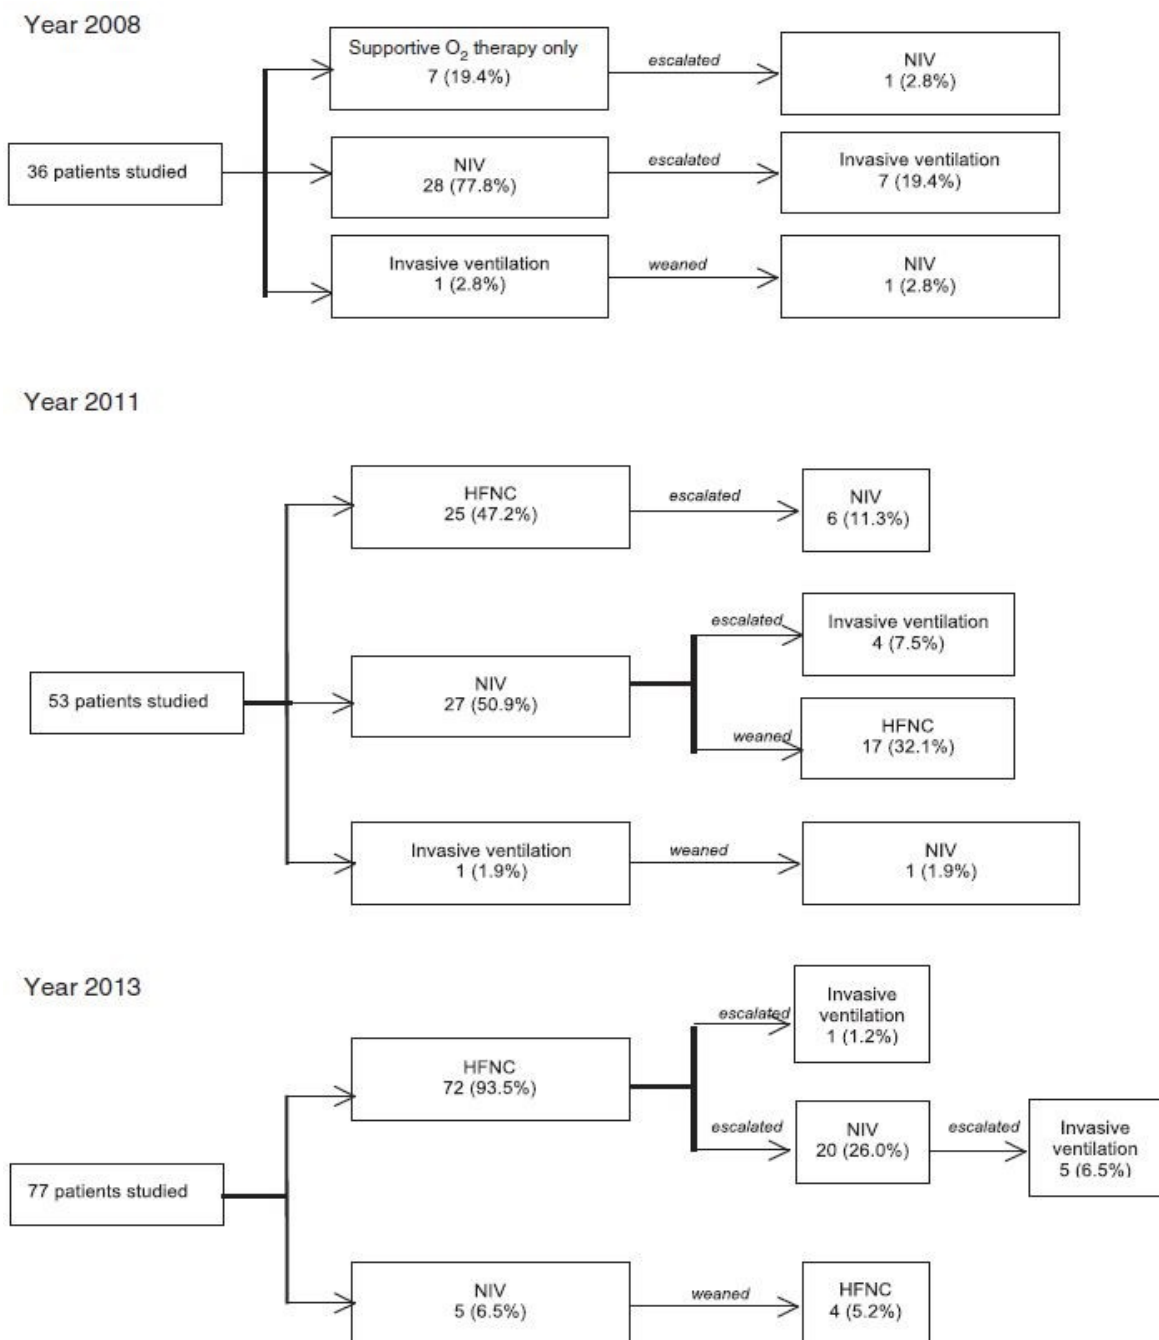 Year 2008
Supportive O₂ therapy only
7 (19.4%)
escalated
NIV
1 (2.8%)
36 patients studied
NIV
28 (77.8%)
escalated
Invasive ventilation
7 (19.4%)
Invasive ventilation
1 (2.8%)
weaned
NIV
1 (2.8%)
Year 2011
HFNC
25 (47.2%)
escalated
NIV
6 (11.3%)
53 patients studied
NIV
27 (50.9%)
escalated
Invasive ventilation
4 (7.5%)
weaned
HFNC
17 (32.1%)
Invasive ventilation
1 (1.9%)
weaned
NIV
1 (1.9%)
Year 2013
HFNC
72 (93.5%)
escalated
Invasive
ventilation
1 (1.2%)
escalated
NIV
20 (26.0%)
escalated
Invasive
ventilation
5 (6.5%)
77 patients studied
NIV
5 (6.5%)
weaned
HFNC
4 (5.2%)